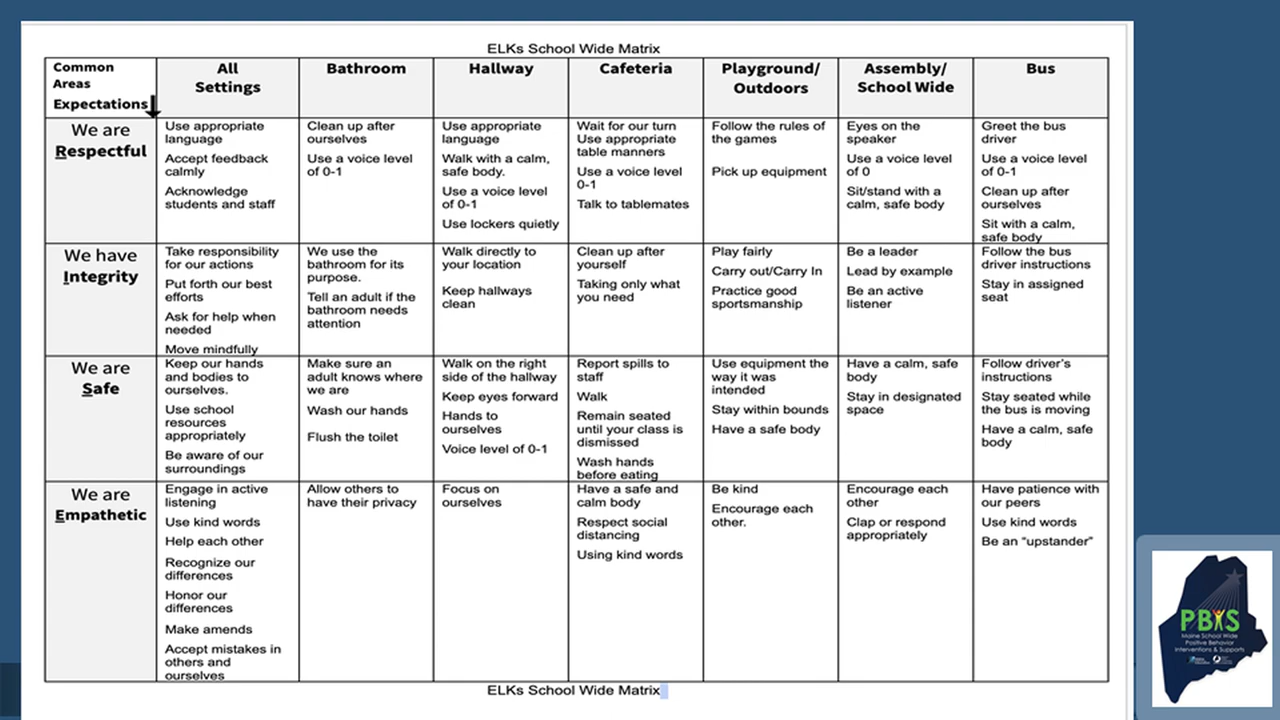 ELKs School Wide Matrix
Common
Areas
Expectations
All
Settings
Bathroom
Hallway
Cafeteria
Playground/
Outdoors
Assembly/
School Wide
Bus
We are
Respectful
Use appropriate
language
Accept feedback
calmly
Acknowledge
students and staff
Clean up after
ourselves
Use a voice level
of 0-1
Use appropriate
language
Walk with a calm,
safe body.
Use a voice level
of 0-1
Use lockers quietly
Wait for our turn
Use appropriate
table manners
Use a voice level
0-1
Talk to tablemates
Follow the rules of
the games
Pick up equipment
Eyes on the
speaker
Use a voice level
of 0
Sit/stand with a
calm, safe body
Greet the bus
driver
Use a voice level
of 0-1
Clean up after
ourselves
Sit with a calm,
safe body
We have
Integrity
Take responsibility
for our actions
Put forth our best
efforts
Ask for help when
needed
Move mindfully
We use the
bathroom for its
purpose.
Tell an adult if the
bathroom needs
attention
Walk directly to
your location
Keep hallways
clean
Clean up after
yourself
Taking only what
you need
Play fairly
Carry out/Carry In
Practice good
sportsmanship
Be a leader
Lead by example
Be an active
listener
Follow the bus
driver instructions
Stay in assigned
seat
We are
Safe
Keep our hands
and bodies to
ourselves.
Use school
resources
appropriately
Be aware of our
surroundings
Make sure an
adult knows where
we are
Wash our hands
Flush the toilet
Walk on the right
side of the hallway
Keep eyes forward
Hands to
ourselves
Voice level of 0-1
Report spills to
staff
Walk
Remain seated
until your class is
dismissed
Wash hands
before eating
Use equipment the
way it was
intended
Stay within bounds
Have a safe body
Have a calm, safe
body
Stay in designated
space
Follow driver's
instructions
Stay seated while
the bus is moving
Have a calm, safe
body
We are
Empathetic
Engage in active
listening
Use kind words
Help each other
Recognize our
differences
Honor our
differences
Make amends
Accept mistakes in
others and
ourselves
Allow others to
have their privacy
Focus on
ourselves
Have a safe and
calm body
Respect social
distancing
Using kind words
Be kind
Encourage each
other.
Encourage each
other
Clap or respond
appropriately
Have patience with
our peers
Use kind words
Be an "upstander"
ELKs School Wide Matrix
PBIS
Maine School Wide
Positive Behavior
Interventions & Supports